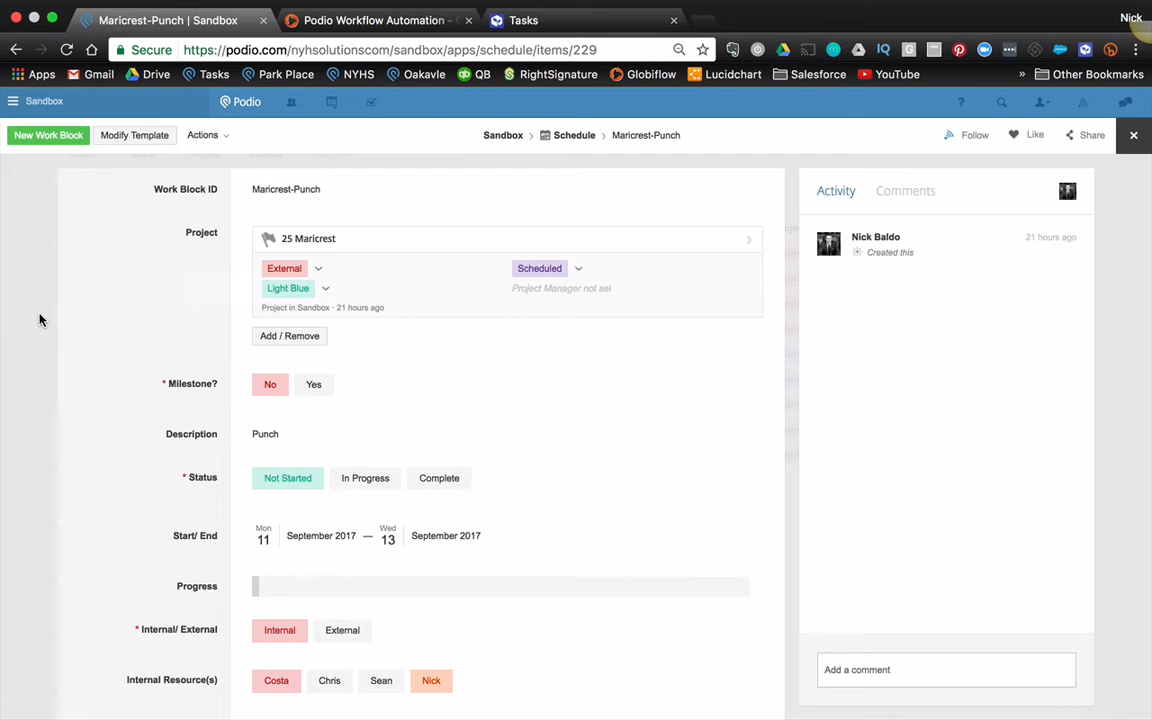 Maricrest-Punch | Sandbox
Podio Workflow Automation - G
Tasks
Nick
Secure
https://podio.com/nyhsolutionscom/sandbox/apps/schedule/items/229
Apps
Gmail
Drive
Tasks
Park Place
NYHS
Oakvale
QB
RightSignature
Globiflow
Lucidchart
Salesforce
YouTube
»
Other Bookmarks
Sandbox
Podio
?
New Work Block
Modify Template
Actions
Sandbox > Schedule > Maricrest-Punch
Follow
Like
Share
Work Block ID
Maricrest-Punch
Project
25 Maricrest
External
Scheduled
Light Blue
Project Manager not set
Project in Sandbox · 21 hours ago
Add / Remove
* Milestone?
No
Yes
Description
Punch
* Status
Not Started
In Progress
Complete
Start/ End
Mon
11
September 2017
—
Wed
13
September 2017
Progress
* Internal/ External
Internal
External
Internal Resource(s)
Costa
Chris
Sean
Nick
Activity
Comments
Nick Baldo
21 hours ago
Created this
Add a comment